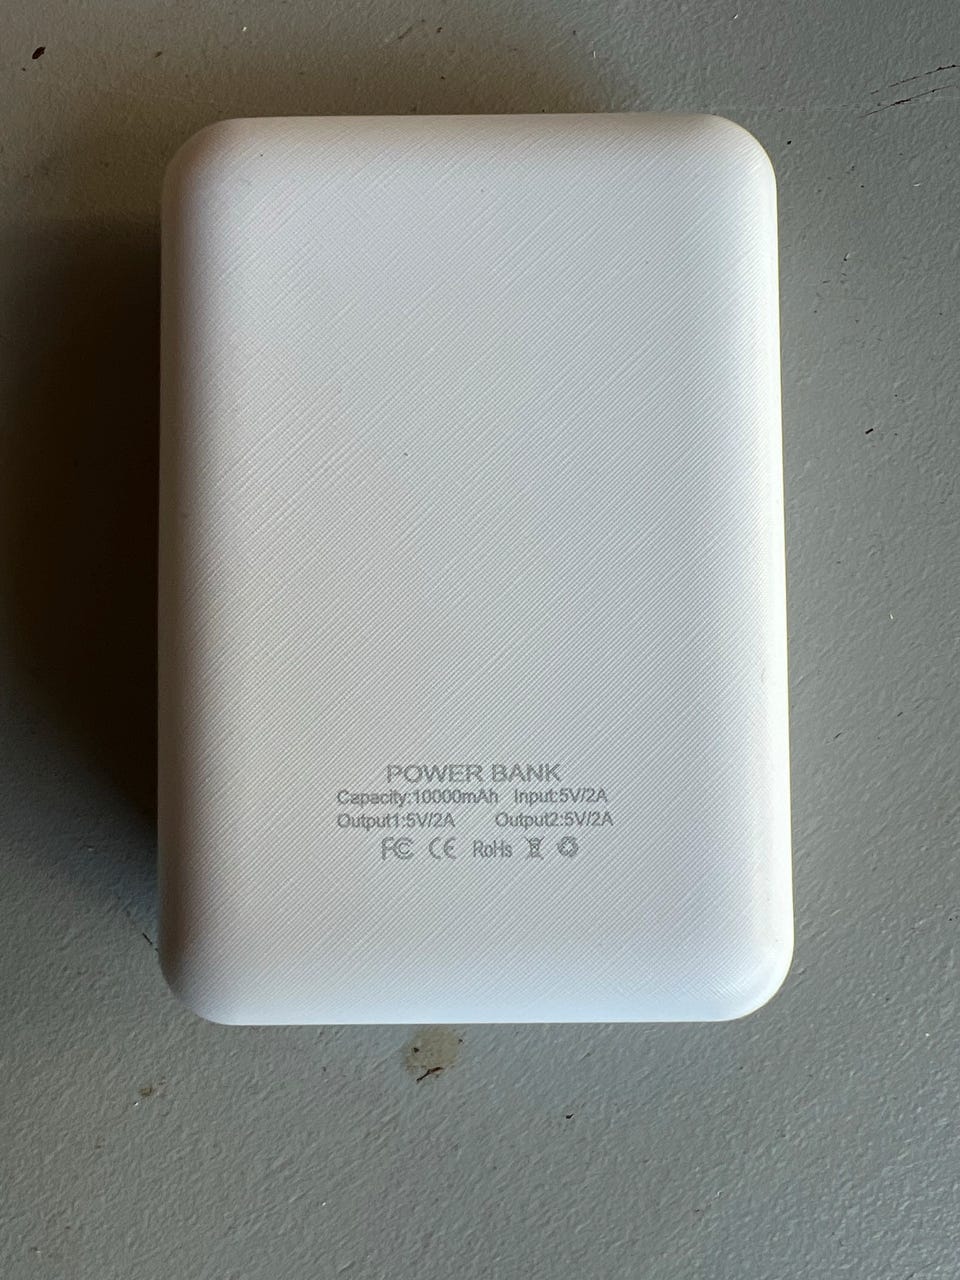 POWER BANK
Capacity:10000mAh Input:5V/2A
Output1:5V/2A Output2:5V/2A
FC CE RoHs